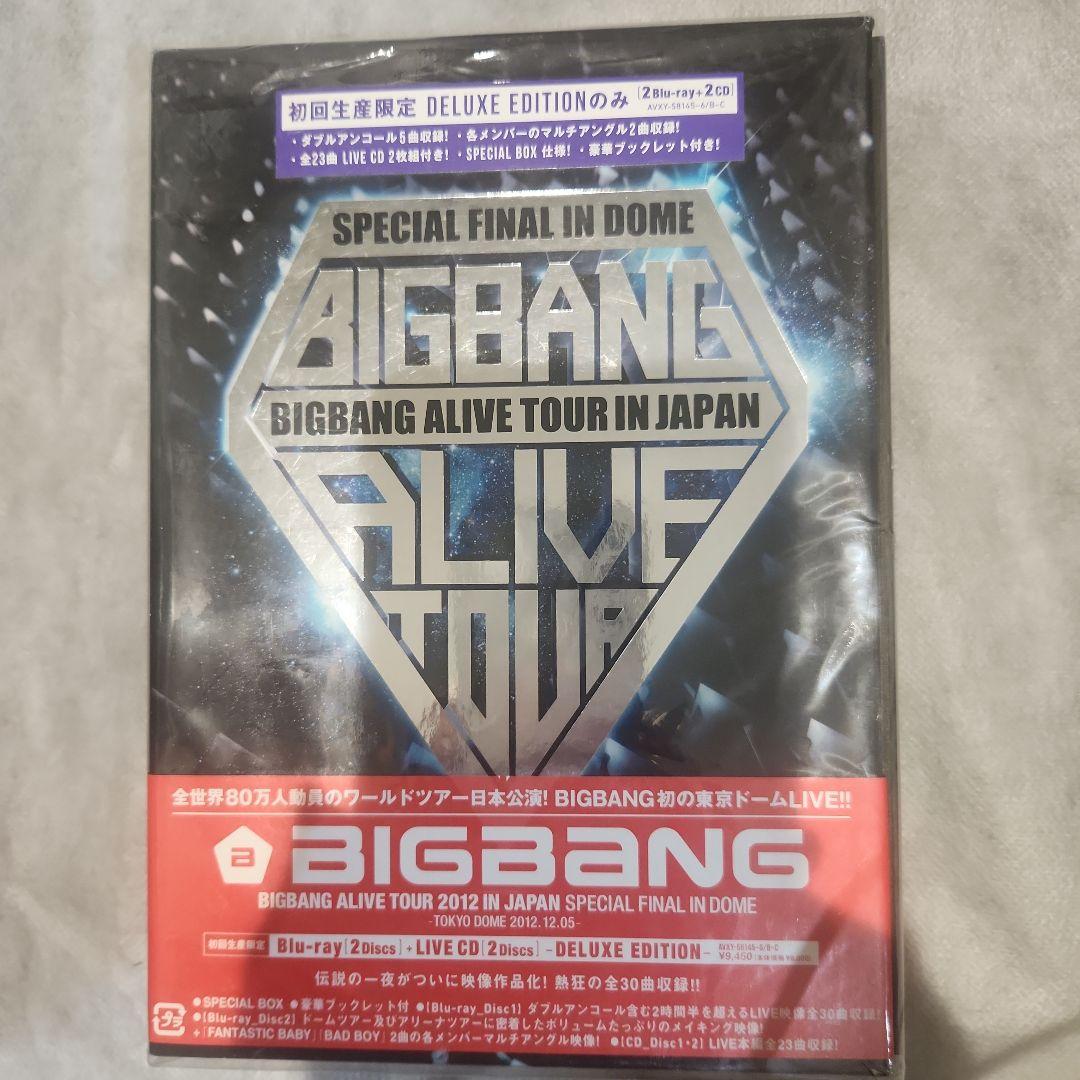 初回生産限定 DELUXE EDITIONのみ [2Blu-ray+2CD]
AVXY-58145-6/B-C
・ダブルアンコール5曲収録! ・各メンバーのマルチアングル2曲収録!
・全23曲 LIVE CD 2枚組付き! ・SPECIAL BOX 仕様! ・豪華ブックレット付き!
SPECIAL FINAL IN DOME
BIGBANG
BIGBANG ALIVE TOUR IN JAPAN
ALIVE
TOUR
全世界80万人動員のワールドツアー日本公演! BIGBANG初の東京ドームLIVE!!
B BIGBANG
BIGBANG ALIVE TOUR 2012 IN JAPAN SPECIAL FINAL IN DOME
-TOKYO DOME 2012.12.05-
初回生産限定 Blu-ray[2Discs]+LIVE CD[2Discs] -DELUXE EDITION- AVXY-58145-6/B-C
¥9,450 [本体価格¥9,000]
伝説の一夜がついに映像作品化! 熱狂の全30曲収録!!
●SPECIAL BOX ●豪華ブックレット付 ●[Blu-ray_Disc1] ダブルアンコール含む2時間半を超えるLIVE映像全30曲収録!
●[Blu-ray_Disc2] ドームツアー及びアリーナツアーに密着したボリュームたっぷりのメイキング映像!
+「FANTASTIC BABY」「BAD BOY」2曲の各メンバーマルチアングル映像! ●[CD_Disc1・2] LIVE本編全23曲収録!